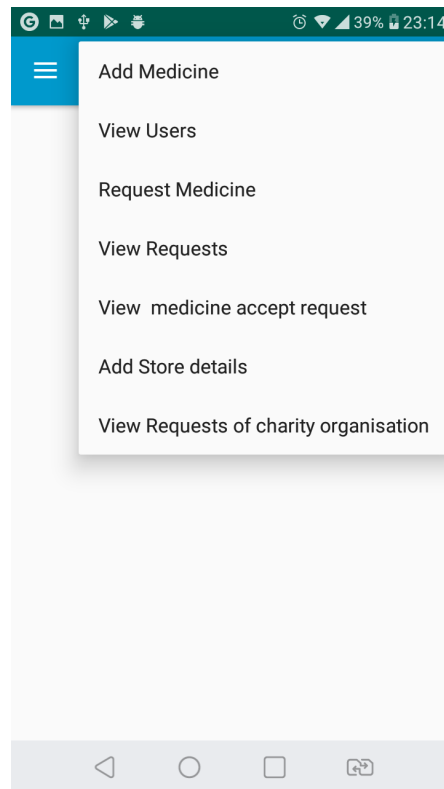 G 39% 23:14
Add Medicine
View Users
Request Medicine
View Requests
View  medicine accept request
Add Store details
View Requests of charity organisation